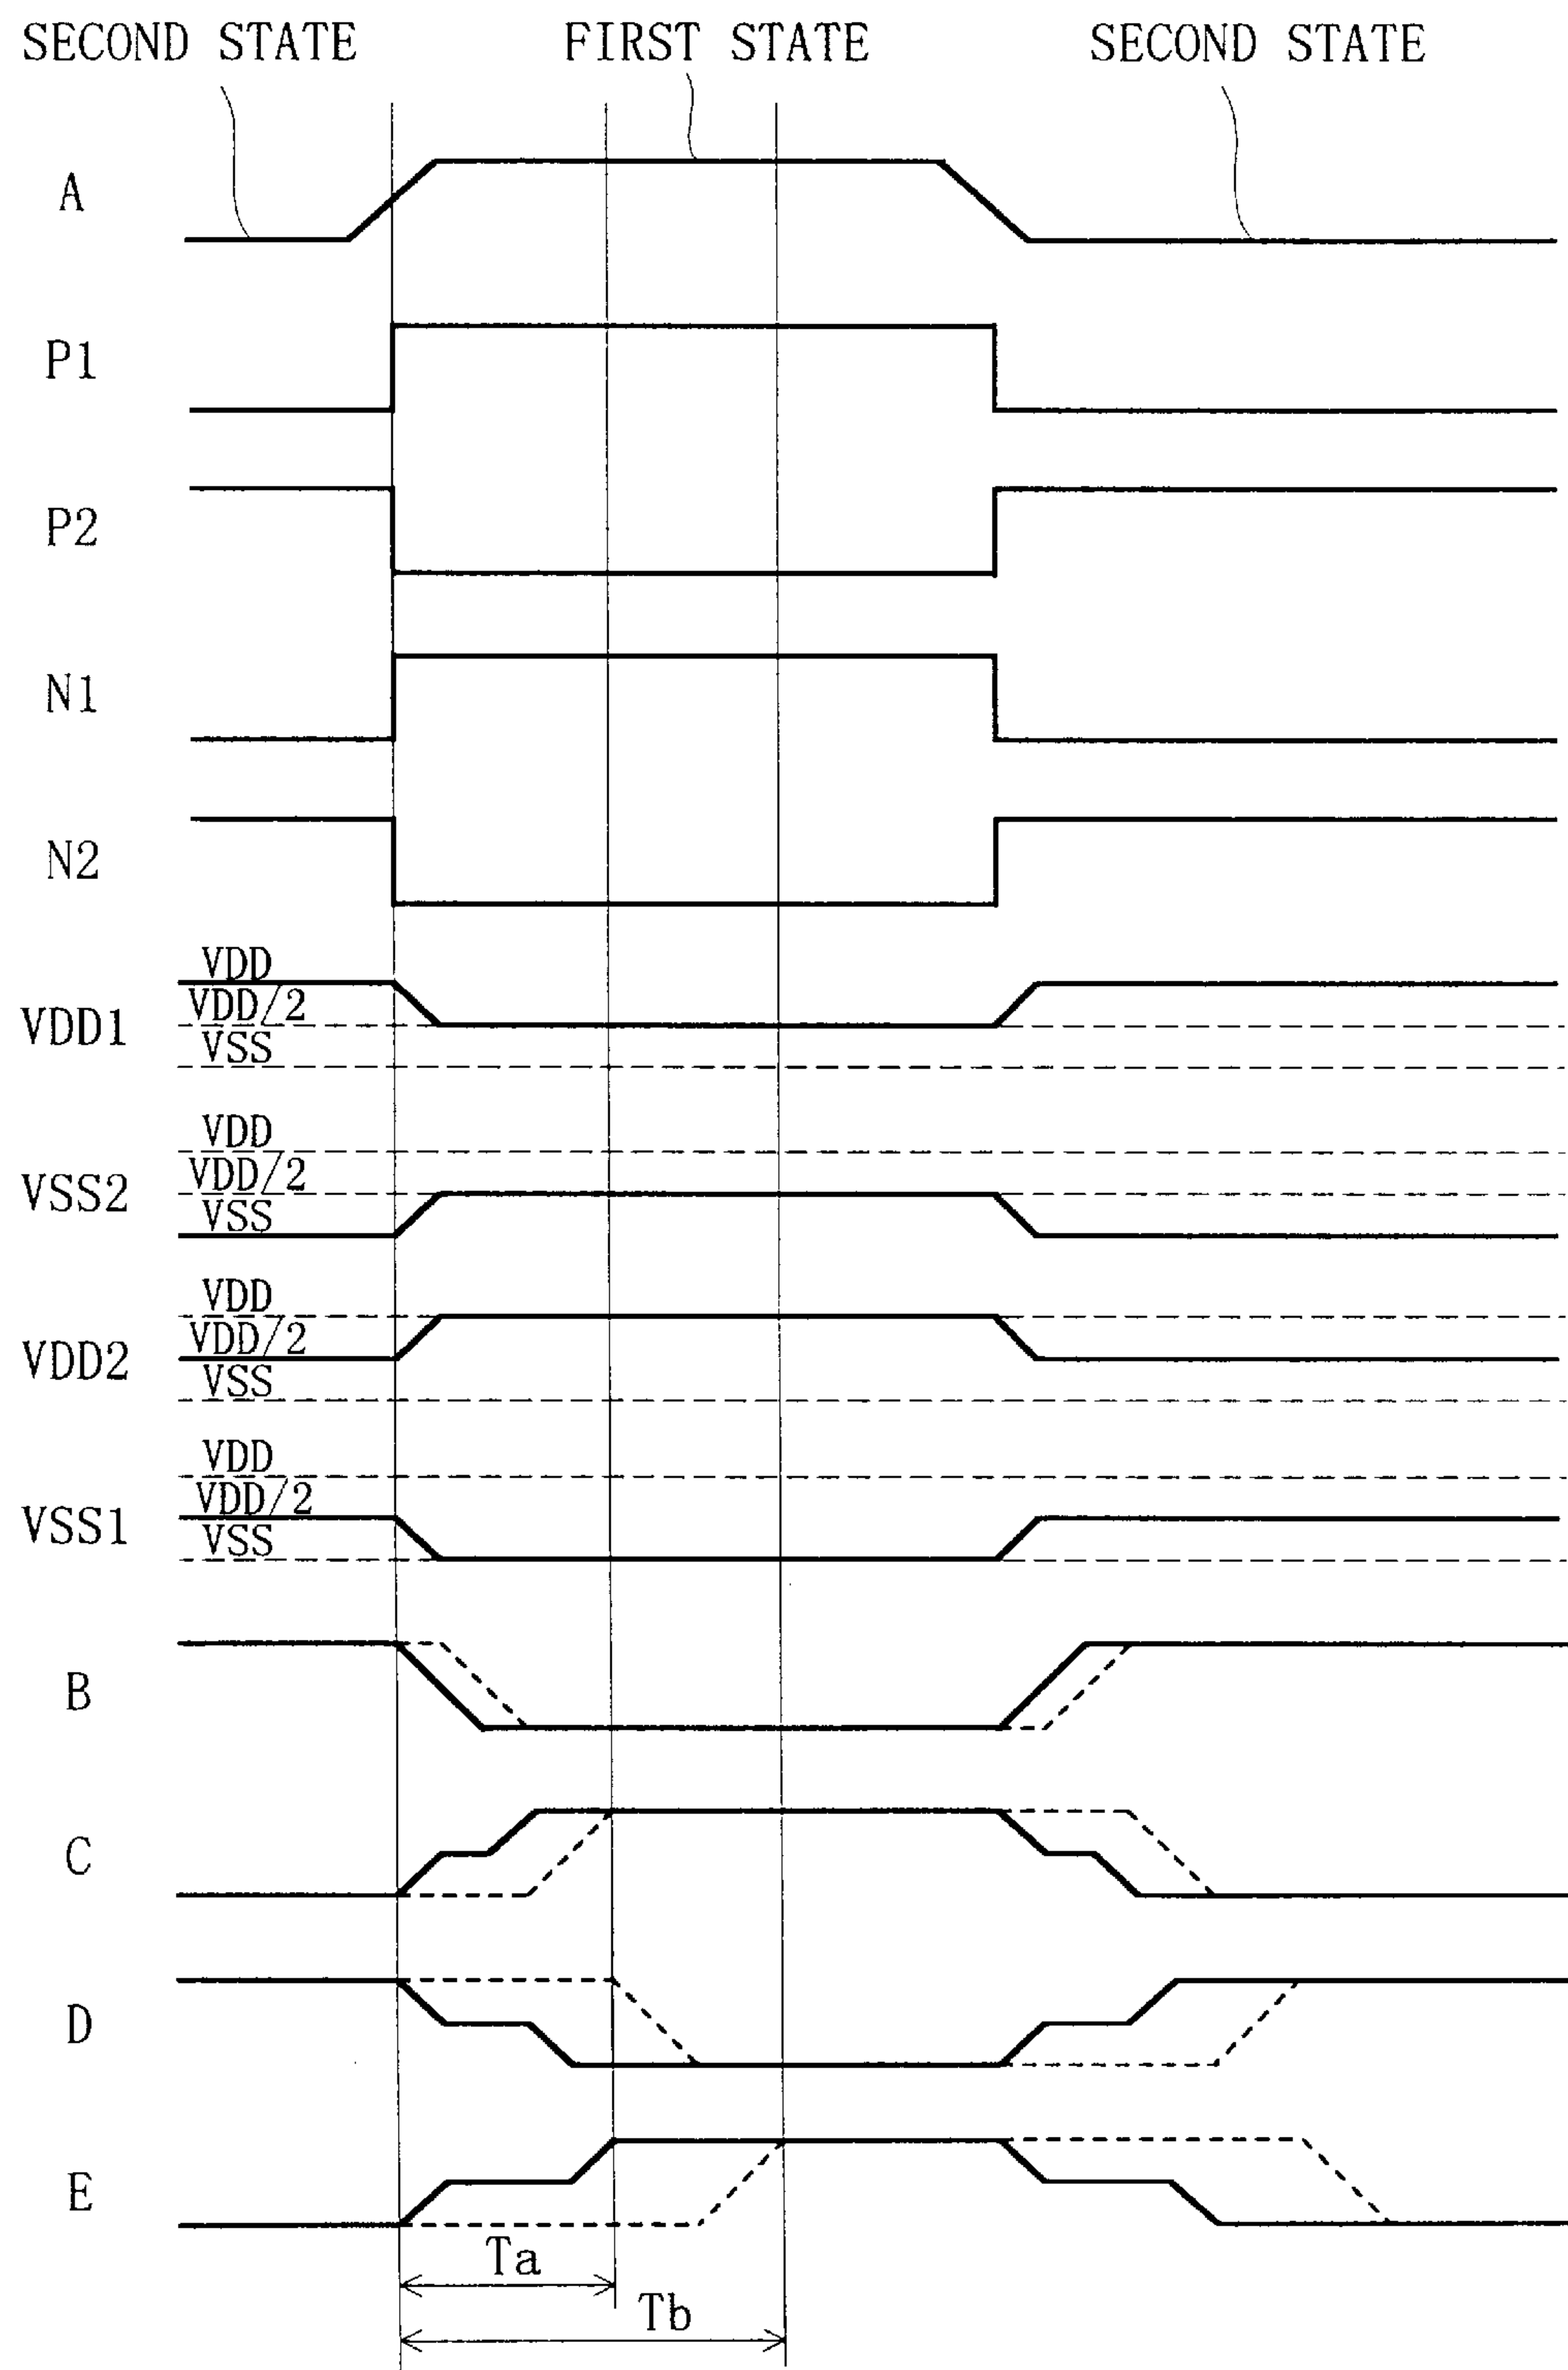 SECOND STATE FIRST STATE SECOND STATE
A
P1
P2
N1
N2
VDD
VDD/2
VDD1
VSS
VDD
VDD/2
VSS2
VSS
VDD
VDD/2
VDD2
VSS
VDD
VDD/2
VSS1
VSS
B
C
D
E
Ta
Tb